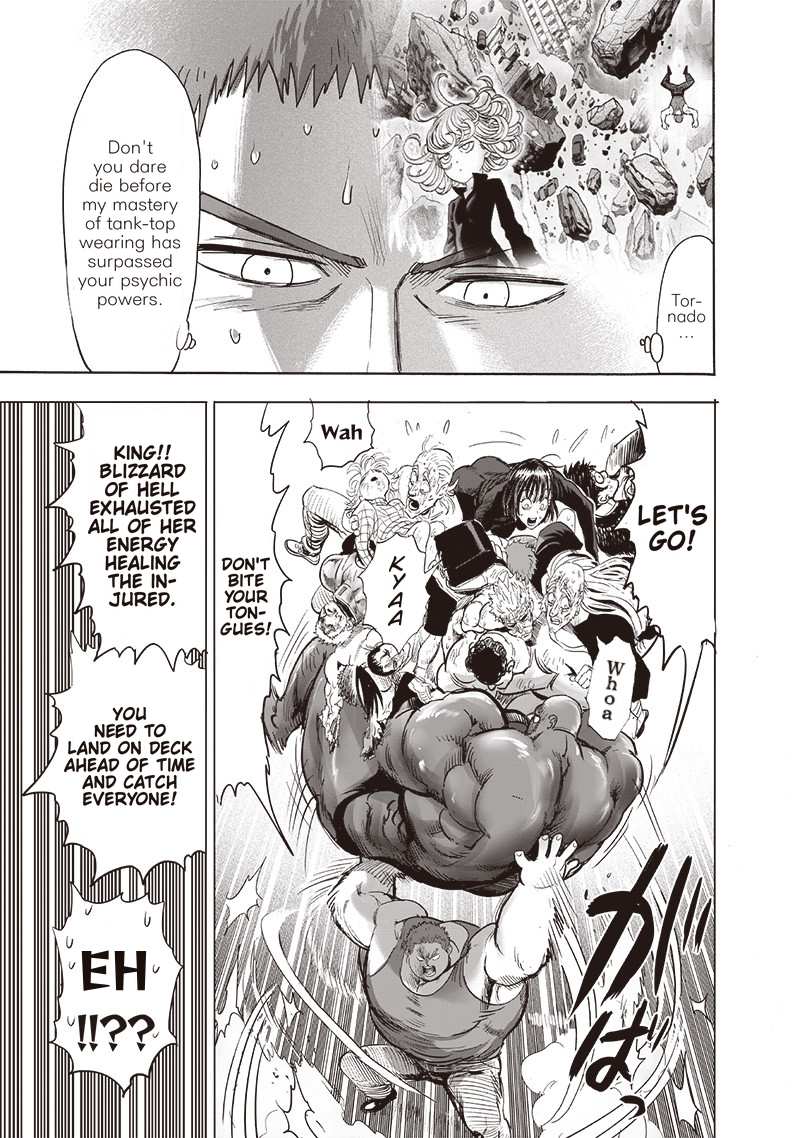 Tor-
nado
...
Don't
you dare
die before
my mastery
of tank-top
wearing has
surpassed
your psychic
powers.
LET'S
GO!
Wah
KYAA
DON'T
BITE
YOUR
TON-
GUES!
Whoa
ガバッ
KING!!
BLIZZARD
OF HELL
EXHAUSTED
ALL OF HER
ENERGY
HEALING
THE IN-
JURED.
YOU
NEED TO
LAND ON DECK
AHEAD OF TIME
AND CATCH
EVERYONE!
EH
!!??